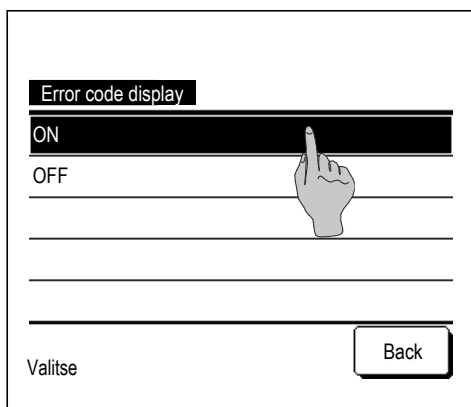 Error code display
ON
OFF
Valitse
Back